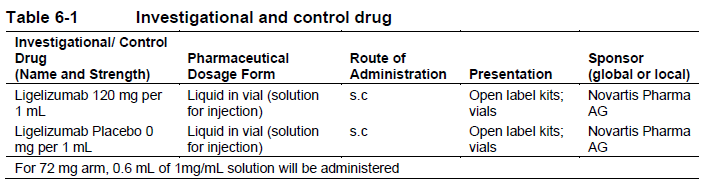 Table 6-1 Investigational and control drug
Investigational/ Control Drug (Name and Strength) Pharmaceutical Dosage Form Route of Administration Presentation Sponsor (global or local)
Ligelizumab 120 mg per 1 mL Liquid in vial (solution for injection) s.c Open label kits; vials Novartis Pharma AG
Ligelizumab Placebo 0 mg per 1 mL Liquid in vial (solution for injection) s.c Open label kits; vials Novartis Pharma AG
For 72 mg arm, 0.6 mL of 1mg/mL solution will be administered